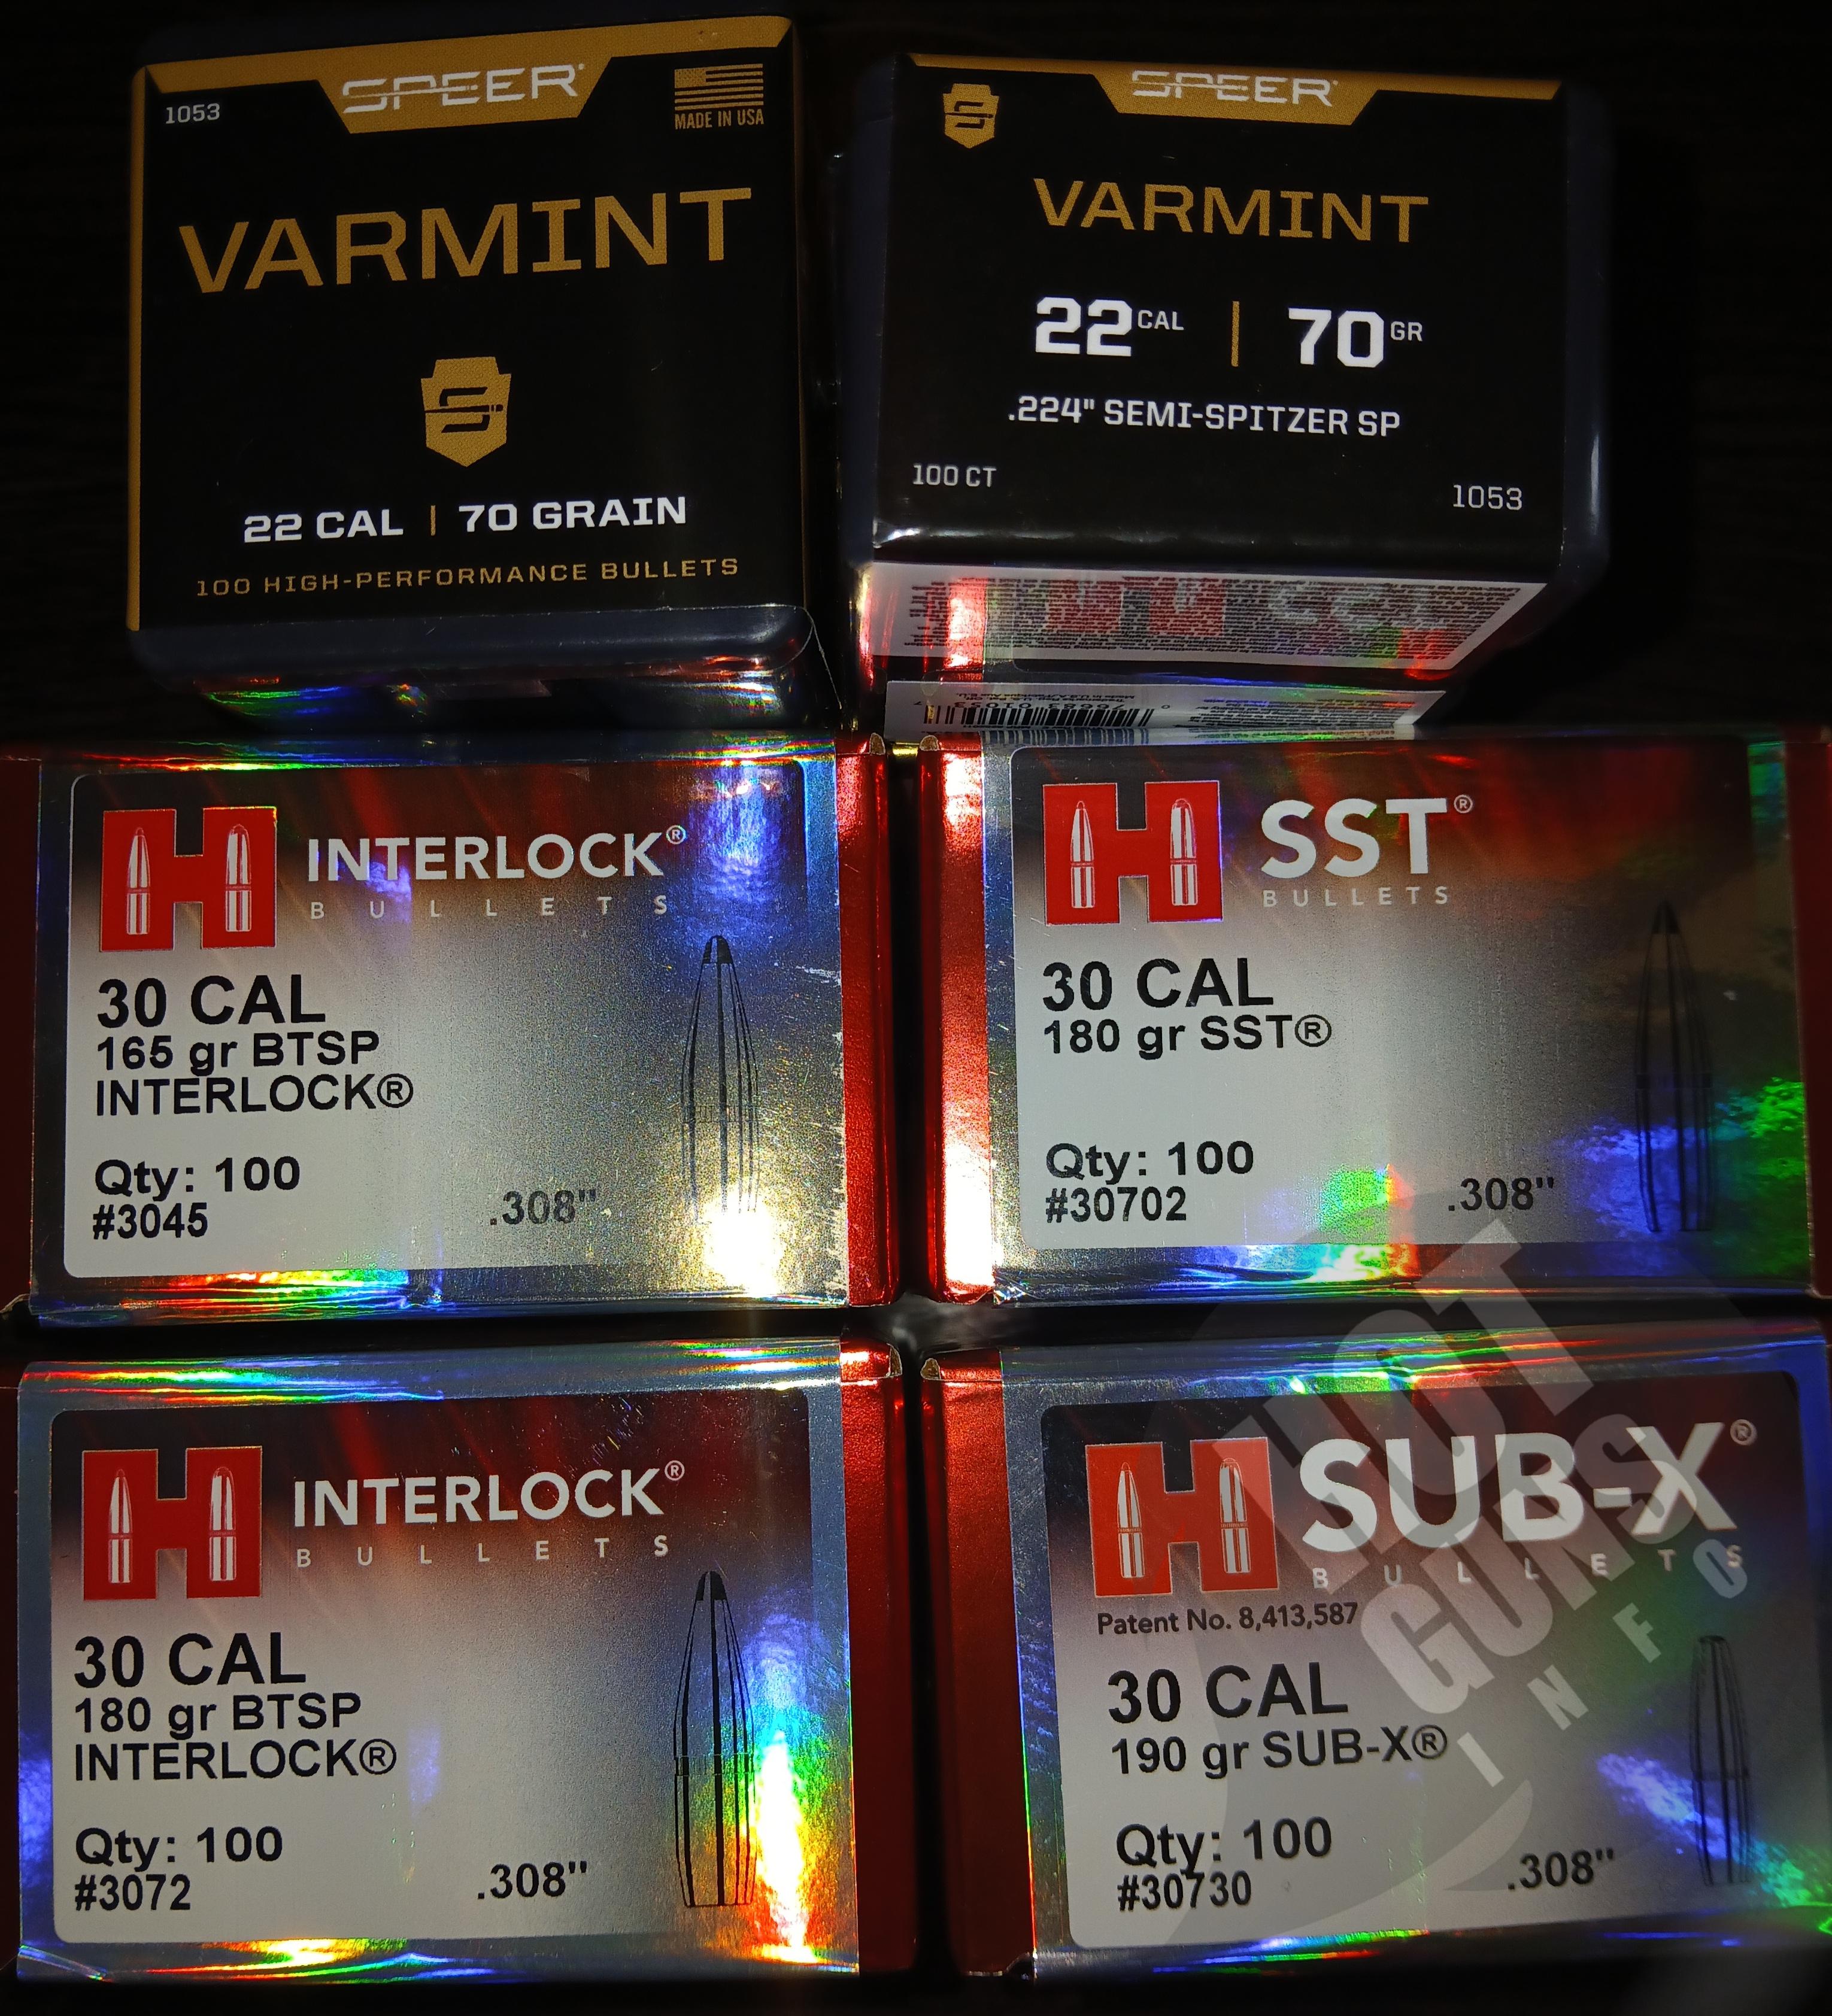 1053
SPEER
MADE IN USA
VARMINT
22 CAL | 70 GRAIN
100 HIGH-PERFORMANCE BULLETS
SPEER
VARMINT
22 CAL | 70 GR
.224" SEMI-SPITZER SP
100 CT
1053
INTERLOCK®
BULLETS
30 CAL
165 gr BTSP
INTERLOCK®
Qty: 100
#3045
.308"
SST®
BULLETS
30 CAL
180 gr SST®
Qty: 100
#30702
.308"
INTERLOCK®
BULLETS
30 CAL
180 gr BTSP
INTERLOCK®
Qty: 100
#3072
.308"
SUB-X®
BULLETS
Patent No. 8,413,587
30 CAL
190 gr SUB-X®
Qty: 100
#30730
.308"
HOT
GUNS
INFO